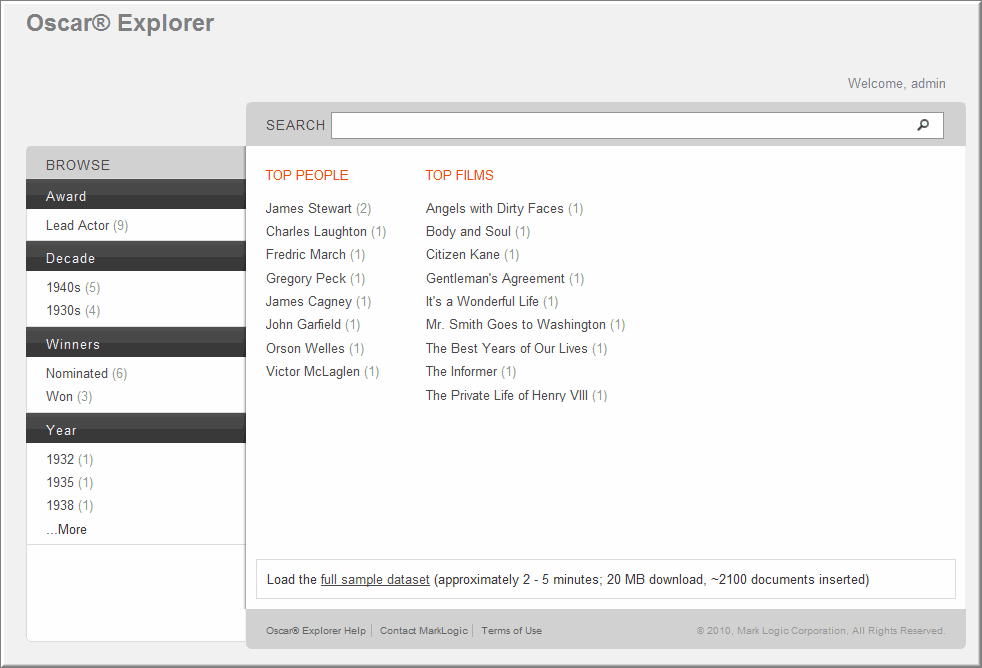 Oscar® Explorer
Welcome, admin
SEARCH
BROWSE
Award
Lead Actor (9)
Decade
1940s (5)
1930s (4)
Winners
Nominated (6)
Won (3)
Year
1932 (1)
1935 (1)
1938 (1)
...More
TOP PEOPLE
James Stewart (2)
Charles Laughton (1)
Fredric March (1)
Gregory Peck (1)
James Cagney (1)
John Garfield (1)
Orson Welles (1)
Victor McLaglen (1)
TOP FILMS
Angels with Dirty Faces (1)
Body and Soul (1)
Citizen Kane (1)
Gentleman's Agreement (1)
It's a Wonderful Life (1)
Mr. Smith Goes to Washington (1)
The Best Years of Our Lives (1)
The Informer (1)
The Private Life of Henry VIII (1)
Load the full sample dataset (approximately 2 - 5 minutes; 20 MB download, ~2100 documents inserted)
Oscar® Explorer Help | Contact MarkLogic | Terms of Use
© 2010, Mark Logic Corporation, All Rights Reserved.